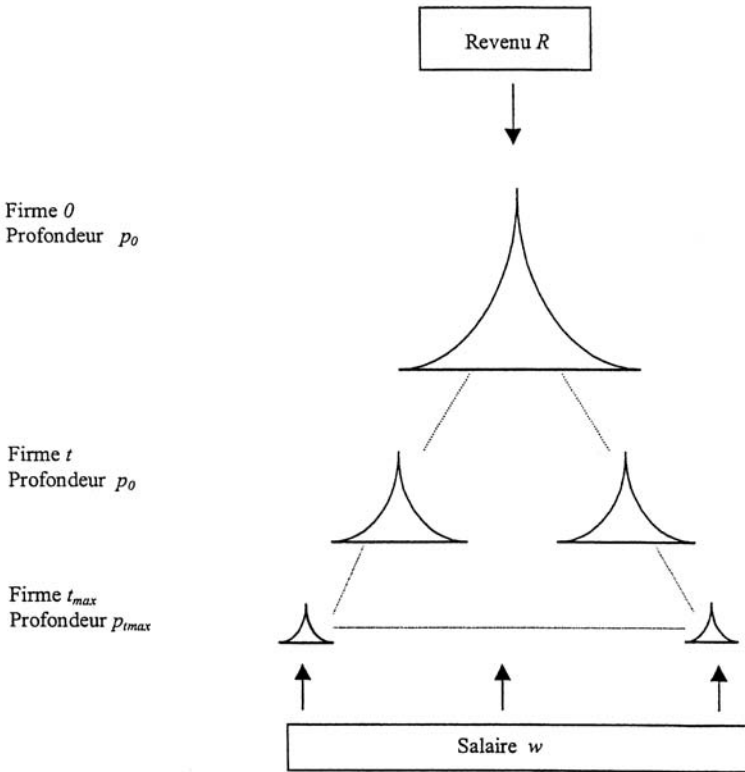 Revenu R
Firme 0
Profondeur p₀
Firme t
Profondeur p₀
Firme tₘₐₓ
Profondeur pₜₘₐₓ
Salaire w